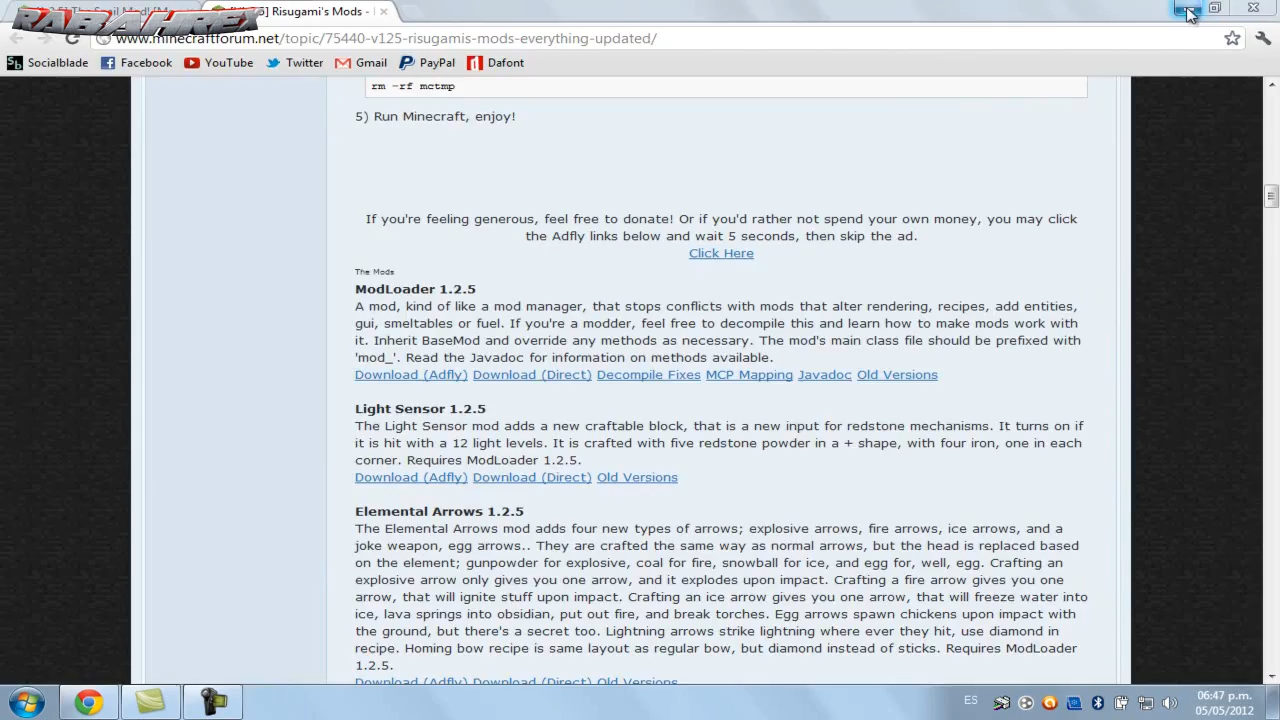 RABAHREX
Risugami's Mods -
www.minecraftforum.net/topic/75440-v125-risugamis-mods-everything-updated/
Socialblade Facebook YouTube Twitter Gmail PayPal Dafont
rm -rf mctmp
5) Run Minecraft, enjoy!
If you're feeling generous, feel free to donate! Or if you'd rather not spend your own money, you may click
the Adfly links below and wait 5 seconds, then skip the ad.
Click Here
The Mods
ModLoader 1.2.5
A mod, kind of like a mod manager, that stops conflicts with mods that alter rendering, recipes, add entities,
gui, smeltables or fuel. If you're a modder, feel free to decompile this and learn how to make mods work with
it. Inherit BaseMod and override any methods as necessary. The mod's main class file should be prefixed with
'mod_'. Read the Javadoc for information on methods available.
Download (Adfly) Download (Direct) Decompile Fixes MCP Mapping Javadoc Old Versions
Light Sensor 1.2.5
The Light Sensor mod adds a new craftable block, that is a new input for redstone mechanisms. It turns on if
it is hit with a 12 light levels. It is crafted with five redstone powder in a + shape, with four iron, one in each
corner. Requires ModLoader 1.2.5.
Download (Adfly) Download (Direct) Old Versions
Elemental Arrows 1.2.5
The Elemental Arrows mod adds four new types of arrows; explosive arrows, fire arrows, ice arrows, and a
joke weapon, egg arrows.. They are crafted the same way as normal arrows, but the head is replaced based
on the element; gunpowder for explosive, coal for fire, snowball for ice, and egg for, well, egg. Crafting an
explosive arrow only gives you one arrow, and it explodes upon impact. Crafting a fire arrow gives you one
arrow, that will ignite stuff upon impact. Crafting an ice arrow gives you one arrow, that will freeze water into
ice, lava springs into obsidian, put out fire, and break torches. Egg arrows spawn chickens upon impact with
the ground, but there's a secret too. Lightning arrows strike lightning where ever they hit, use diamond in
recipe. Homing bow recipe is same layout as regular bow, but diamond instead of sticks. Requires ModLoader
1.2.5.
Download (Adfly) Download (Direct) Old Versions
ES
06:47 p.m.
05/05/2012